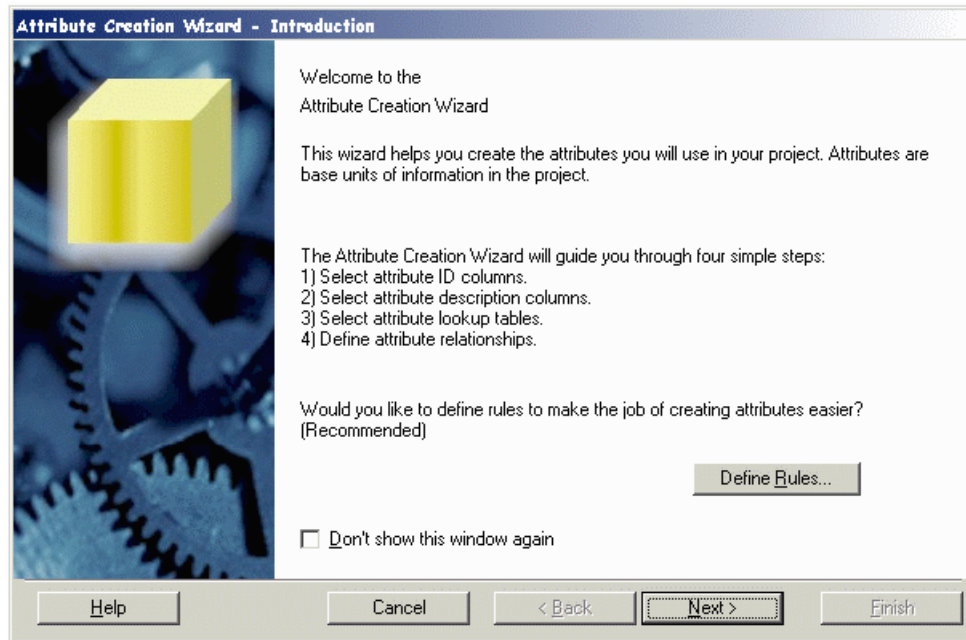 Attribute Creation Wizard - Introduction
Welcome to the
Attribute Creation Wizard
This wizard helps you create the attributes you will use in your project. Attributes are
base units of information in the project.
The Attribute Creation Wizard will guide you through four simple steps:
1) Select attribute ID columns.
2) Select attribute description columns.
3) Select attribute lookup tables.
4) Define attribute relationships.
Would you like to define rules to make the job of creating attributes easier?
(Recommended)
Define Rules...
Don't show this window again
Help
Cancel
< Back
Next >
Finish